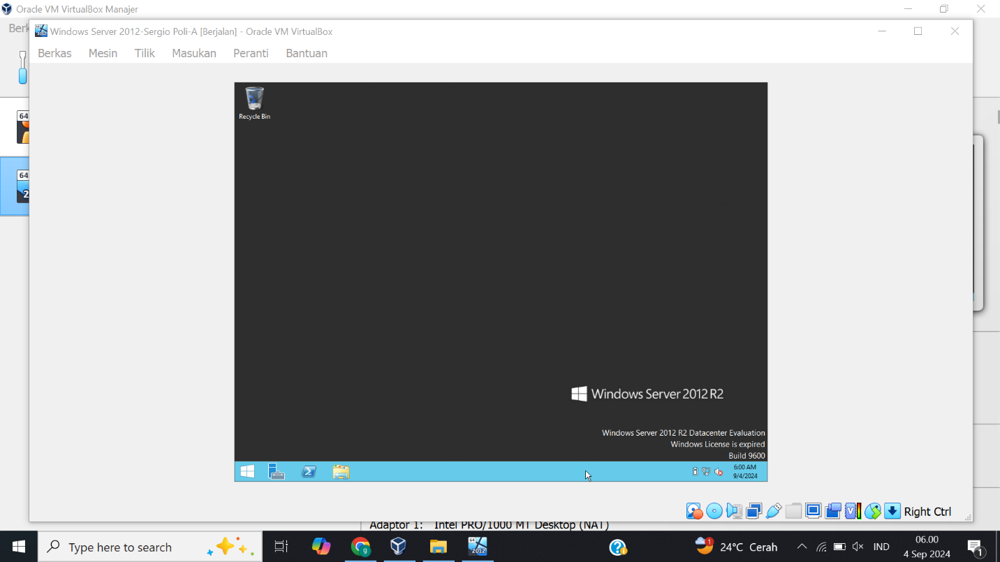 Oracle VM VirtualBox Manajer
Berk
Windows Server 2012-Sergio Poli-A [Berjalan] - Oracle VM VirtualBox
Berkas Mesin Tilik Masukan Peranti Bantuan
64
64
2
Recycle Bin
Windows Server 2012 R2
Windows Server 2012 R2 Datacenter Evaluation
Windows License is expired
Build 9600
6:00 AM
9/4/2024
Right Ctrl
Adaptor 1: Intel PRO/1000 MT Desktop (NAT)
Type here to search
g
64
2012
1
24°C Cerah
IND
06.00
4 Sep 2024
1